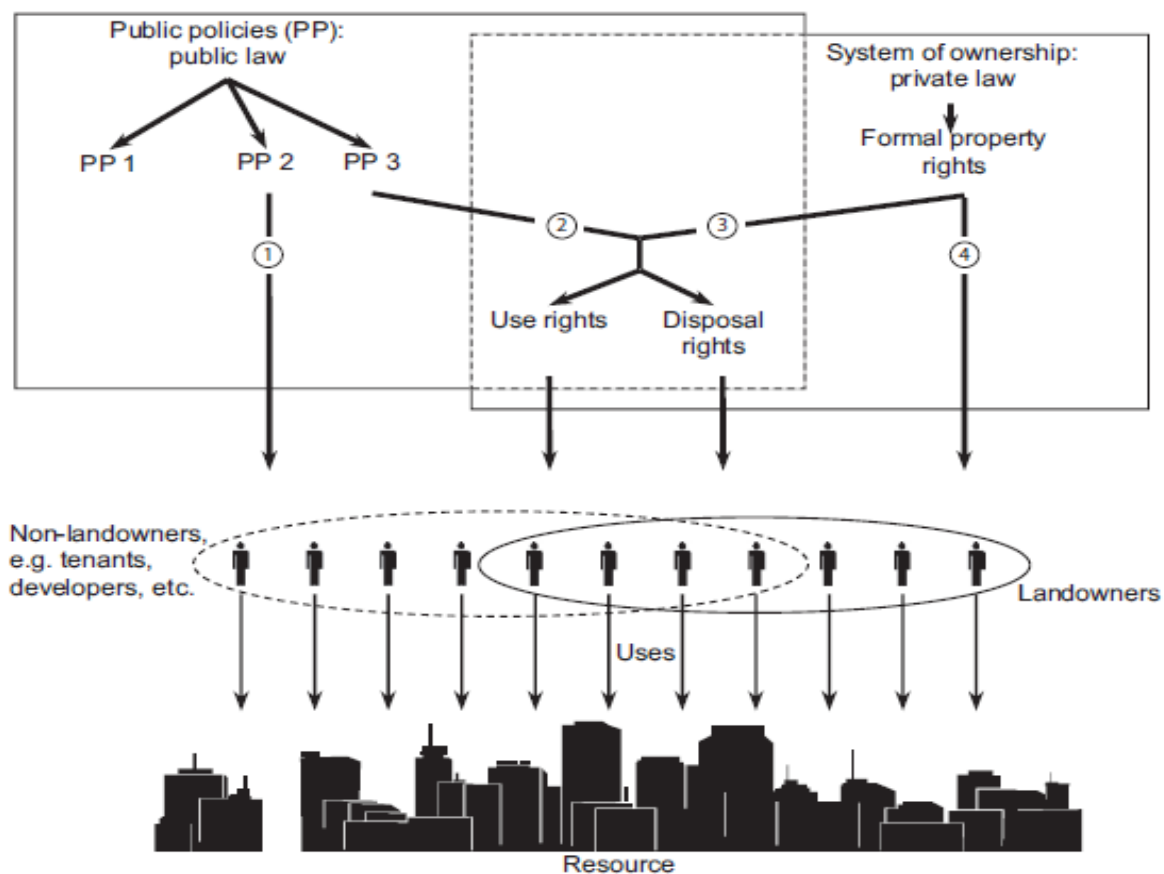 Public policies (PP):
public law
System of ownership:
private law
PP 1
PP 2
PP 3
Formal property
rights
2
3
1
4
Use rights
Disposal
rights
Non-landowners,
e.g. tenants,
developers, etc.
Landowners
Uses
Resource